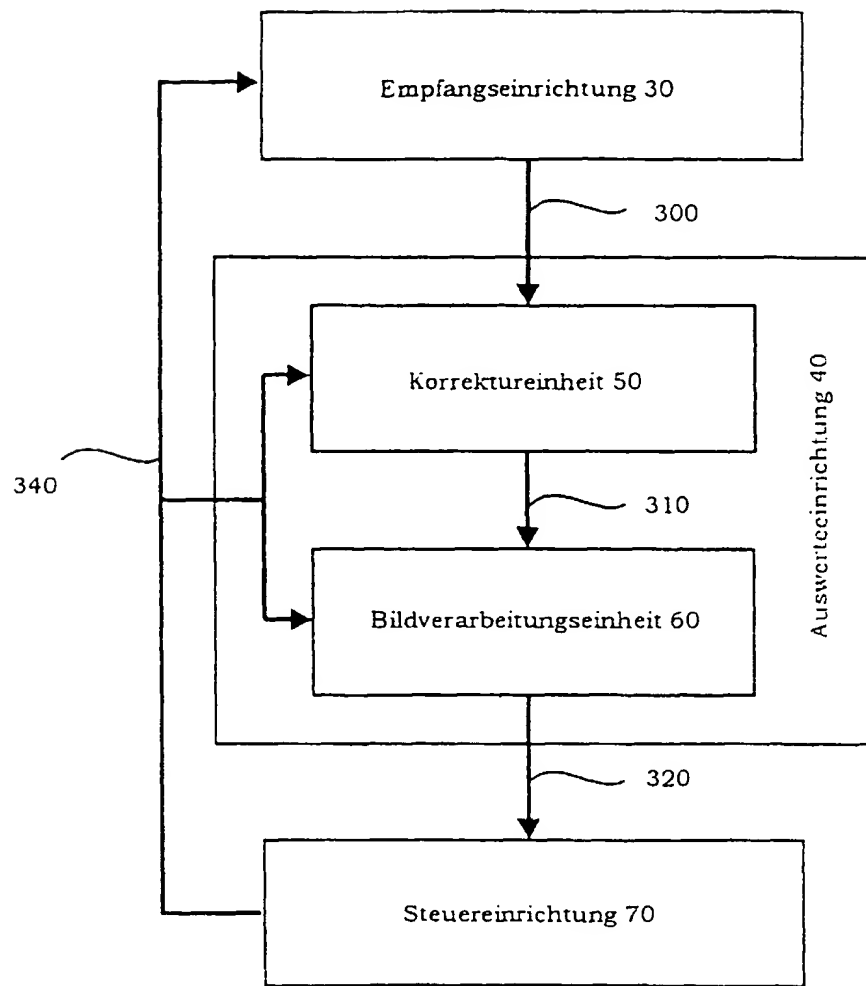 Empfangseinrichtung 30
300
Korrektureinheit 50
Auswerteeinrichtung 40
340
310
Bildverarbeitungseinheit 60
320
Steuereinrichtung 70